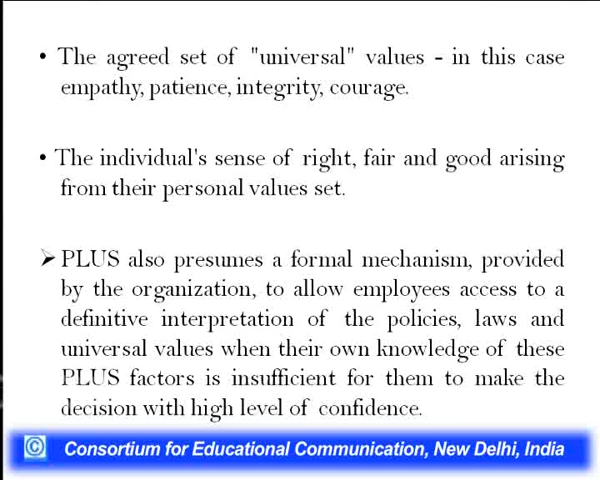 • The agreed set of "universal" values - in this case
empathy, patience, integrity, courage.
• The individual's sense of right, fair and good arising
from their personal values set.
➢ PLUS also presumes a formal mechanism, provided
by the organization, to allow employees access to a
definitive interpretation of the policies, laws and
universal values when their own knowledge of these
PLUS factors is insufficient for them to make the
decision with high level of confidence.
© Consortium for Educational Communication, New Delhi, India